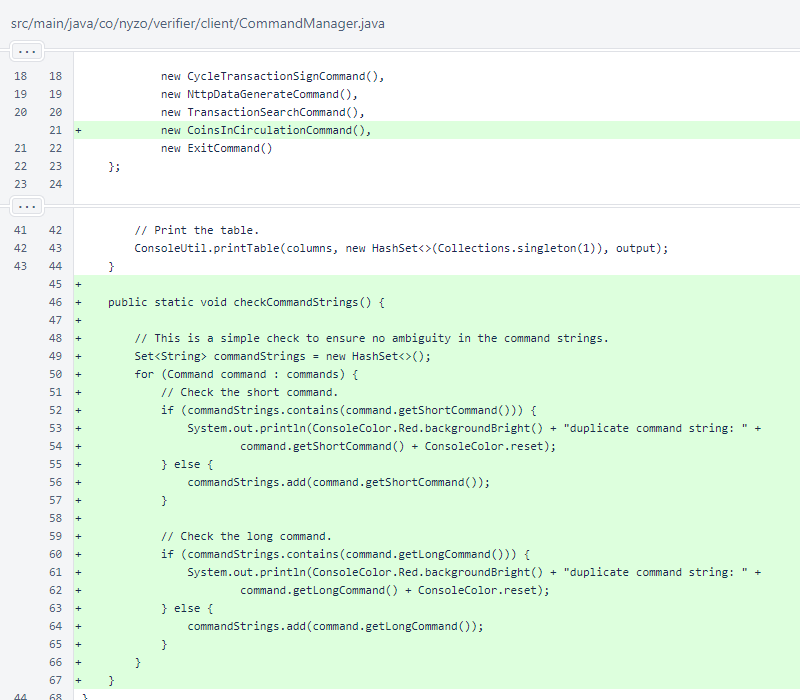 src/main/java/co/nyzo/verifier/client/CommandManager.java
...
18 18 new CycleTransactionSignCommand(),
19 19 new NttpDataGenerateCommand(),
20 20 new TransactionSearchCommand(),
21 + new CoinsInCirculationCommand(),
21 22 new ExitCommand()
22 23 };
23 24
...
41 42 // Print the table.
42 43 ConsoleUtil.printTable(columns, new HashSet<>(Collections.singleton(1)), output);
43 44 }
45 +
46 + public static void checkCommandStrings() {
47 +
48 + // This is a simple check to ensure no ambiguity in the command strings.
49 + Set<String> commandStrings = new HashSet<>();
50 + for (Command command : commands) {
51 + // Check the short command.
52 + if (commandStrings.contains(command.getShortCommand())) {
53 + System.out.println(ConsoleColor.Red.backgroundBright() + "duplicate command string: " +
54 + command.getShortCommand() + ConsoleColor.reset);
55 + } else {
56 + commandStrings.add(command.getShortCommand());
57 + }
58 +
59 + // Check the long command.
60 + if (commandStrings.contains(command.getLongCommand())) {
61 + System.out.println(ConsoleColor.Red.backgroundBright() + "duplicate command string: " +
62 + command.getLongCommand() + ConsoleColor.reset);
63 + } else {
64 + commandStrings.add(command.getLongCommand());
65 + }
66 + }
67 + }
44 68 }